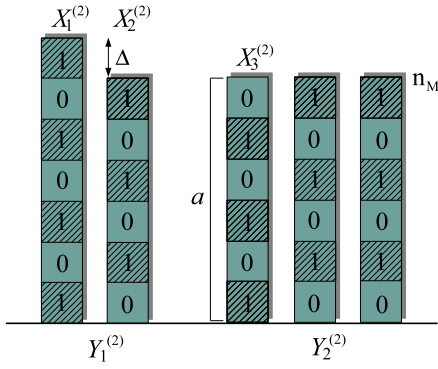 X₁⁽²⁾ X₂⁽²⁾
1 Δ X₃⁽²⁾
0 1 0 1 1 n_M
1 0 1 0 0
0 1 0 1 1
a
1 0 1 0 0
0 1 0 1 1
1 0 1 0 0
Y₁⁽²⁾ Y₂⁽²⁾